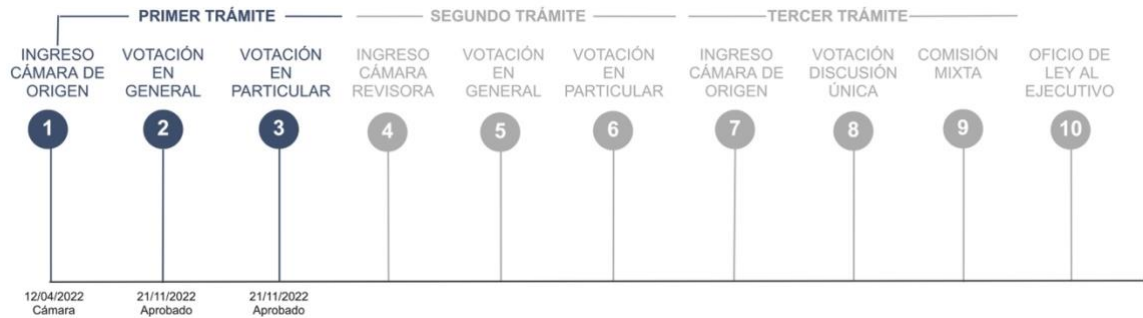 PRIMER TRÁMITE
SEGUNDO TRÁMITE
TERCER TRÁMITE
INGRESO
CÁMARA DE
ORIGEN
VOTACIÓN
EN
GENERAL
VOTACIÓN
EN
PARTICULAR
INGRESO
CÁMARA
REVISORA
VOTACIÓN
EN
GENERAL
VOTACIÓN
EN
PARTICULAR
INGRESO
CÁMARA DE
ORIGEN
VOTACIÓN
DISCUSIÓN
ÚNICA
COMISIÓN
MIXTA
OFICIO DE
LEY AL
EJECUTIVO
1
2
3
4
5
6
7
8
9
10
12/04/2022
Cámara
21/11/2022
Aprobado
21/11/2022
Aprobado